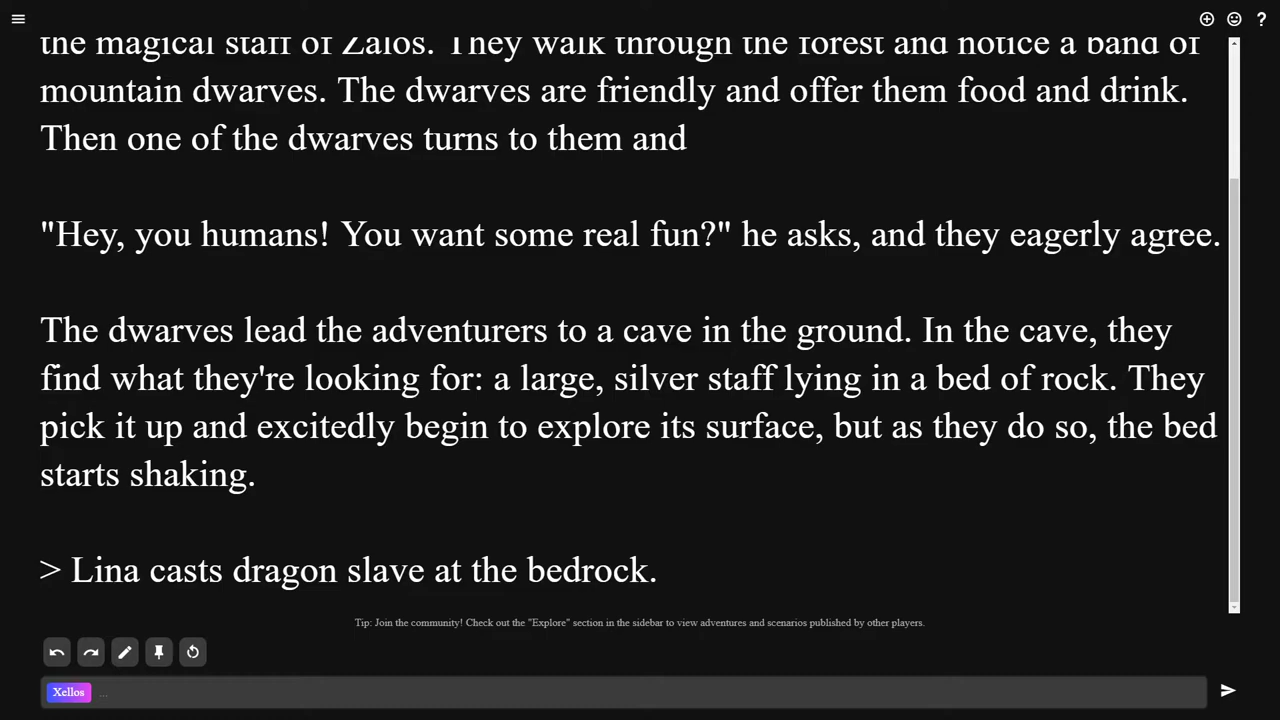 the magical staff of Zalos. They walk through the forest and notice a band of
mountain dwarves. The dwarves are friendly and offer them food and drink.
Then one of the dwarves turns to them and
"Hey, you humans! You want some real fun?" he asks, and they eagerly agree.
The dwarves lead the adventurers to a cave in the ground. In the cave, they
find what they're looking for: a large, silver staff lying in a bed of rock. They
pick it up and excitedly begin to explore its surface, but as they do so, the bed
starts shaking.
> Lina casts dragon slave at the bedrock.
Tip: Join the community! Check out the "Explore" section in the sidebar to view adventures and scenarios published by other players.
Xellos ...